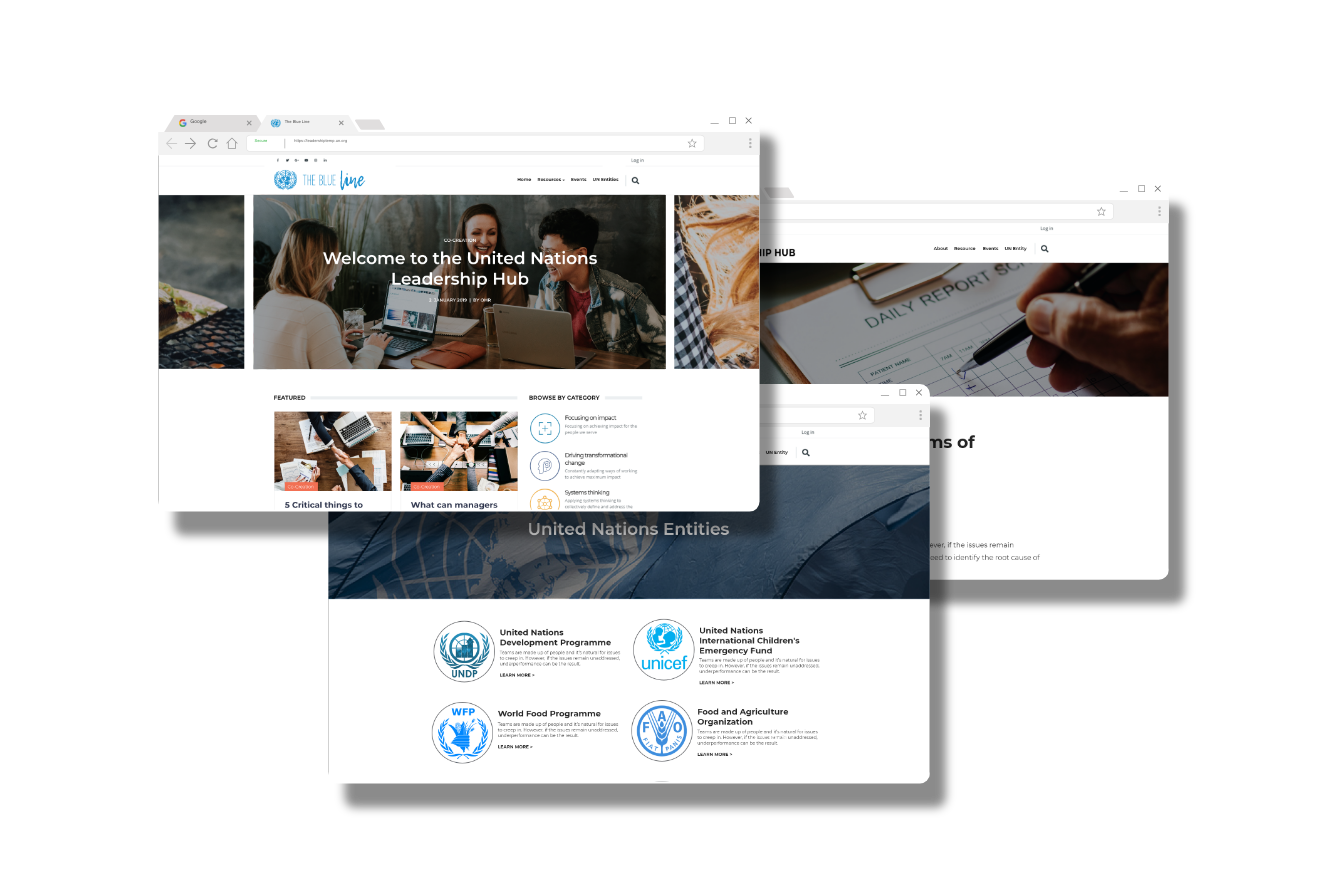 Google
The Blue Line
Secure
Log in
THE BLUE line
Home Resources Events UN Entities
CO-CREATION
Welcome to the United Nations
Leadership Hub
2. JANUARY 2019 | BY OHR
FEATURED
BROWSE BY CATEGORY
CO-CREATION
5 Critical things to
CO-CREATION
What can managers
Focusing on impact
Focusing on achieving impact for the
people we serve
Driving transformational
change
Constantly adapting ways of working
to achieve maximum impact
Systems thinking
Applying systems thinking to
collectively define and address the
Log in
HIP HUB
About Resource Events UN Entity
DAILY REPORT
PATIENT NAME
7 AM
ms of
ever, if the issues remain
need to identify the root cause of
Log in
UN Entity
United Nations Entities
UNDP
United Nations
Development Programme
Teams are made up of people and it's natural for issues
to creep in. However, if the issues remain unaddressed,
underperformance can be the result.
LEARN MORE >
unicef
United Nations
International Children's
Emergency Fund
Teams are made up of people and it's natural for issues
to creep in. However, if the issues remain unaddressed,
underperformance can be the result.
LEARN MORE >
WFP
World Food Programme
Teams are made up of people and it's natural for issues
to creep in. However, if the issues remain unaddressed,
underperformance can be the result.
LEARN MORE >
F A O
FIAT PANIS
Food and Agriculture
Organization
Teams are made up of people and it's natural for issues
to creep in. However, if the issues remain unaddressed,
underperformance can be the result.
LEARN MORE >